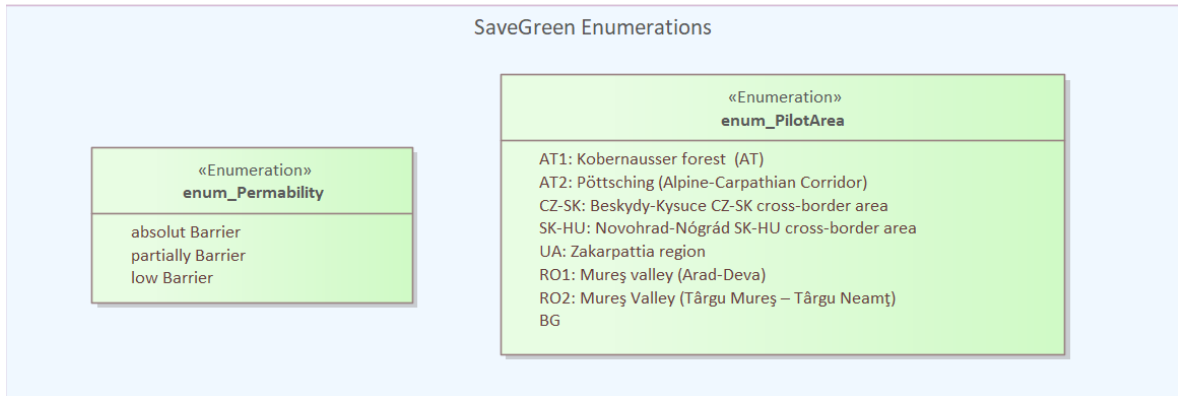 SaveGreen Enumerations
«Enumeration»
enum_Permability
absolut Barrier
partially Barrier
low Barrier
«Enumeration»
enum_PilotArea
AT1: Kobernausser forest  (AT)
AT2: Pöttsching (Alpine-Carpathian Corridor)
CZ-SK: Beskydy-Kysuce CZ-SK cross-border area
SK-HU: Novohrad-Nógrád SK-HU cross-border area
UA: Zakarpattia region
RO1: Mureş valley (Arad-Deva)
RO2: Mureş Valley (Târgu Mureş – Târgu Neamţ)
BG